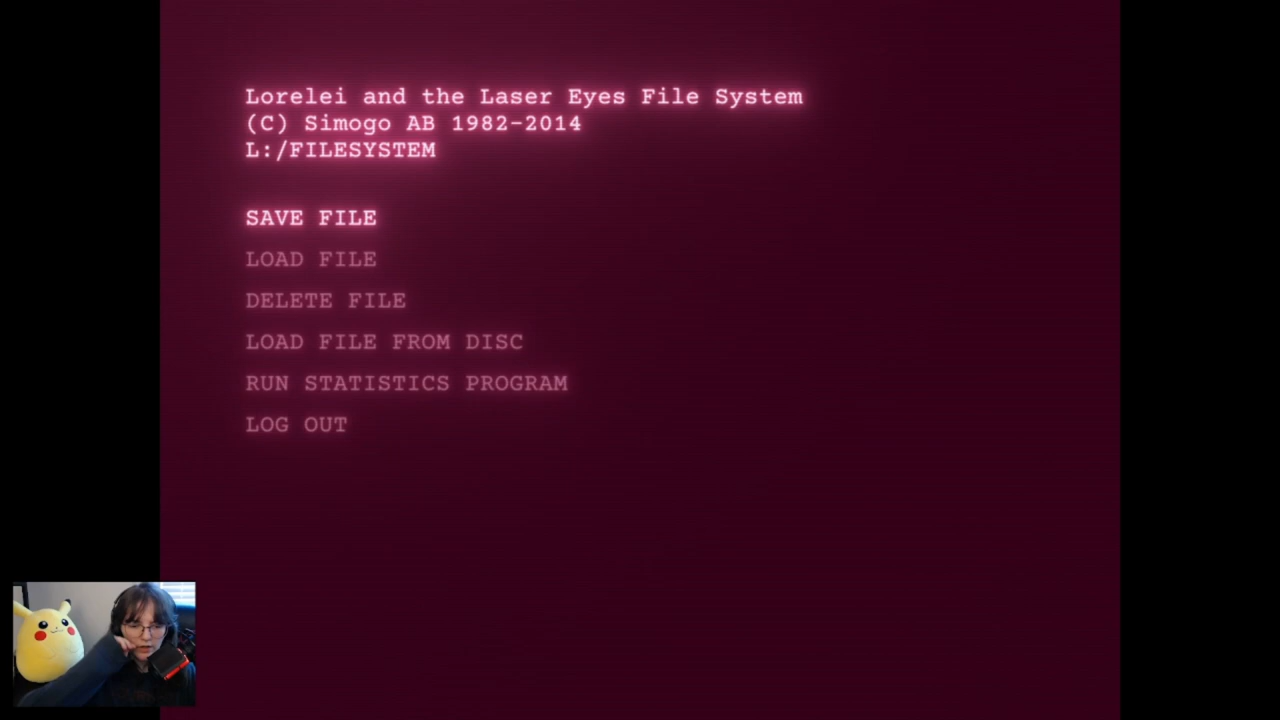 Lorelei and the Laser Eyes File System
(C) Simogo AB 1982-2014
L:/FILESYSTEM
SAVE FILE
LOAD FILE
DELETE FILE
LOAD FILE FROM DISC
RUN STATISTICS PROGRAM
LOG OUT